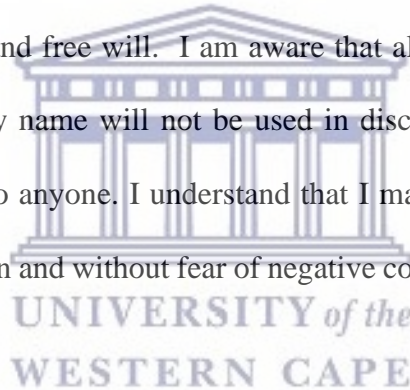 nd free will. I am aware that al
y name will not be used in disc
o anyone. I understand that I ma
n and without fear of negative co
UNIVERSITY of the
WESTERN CAPE